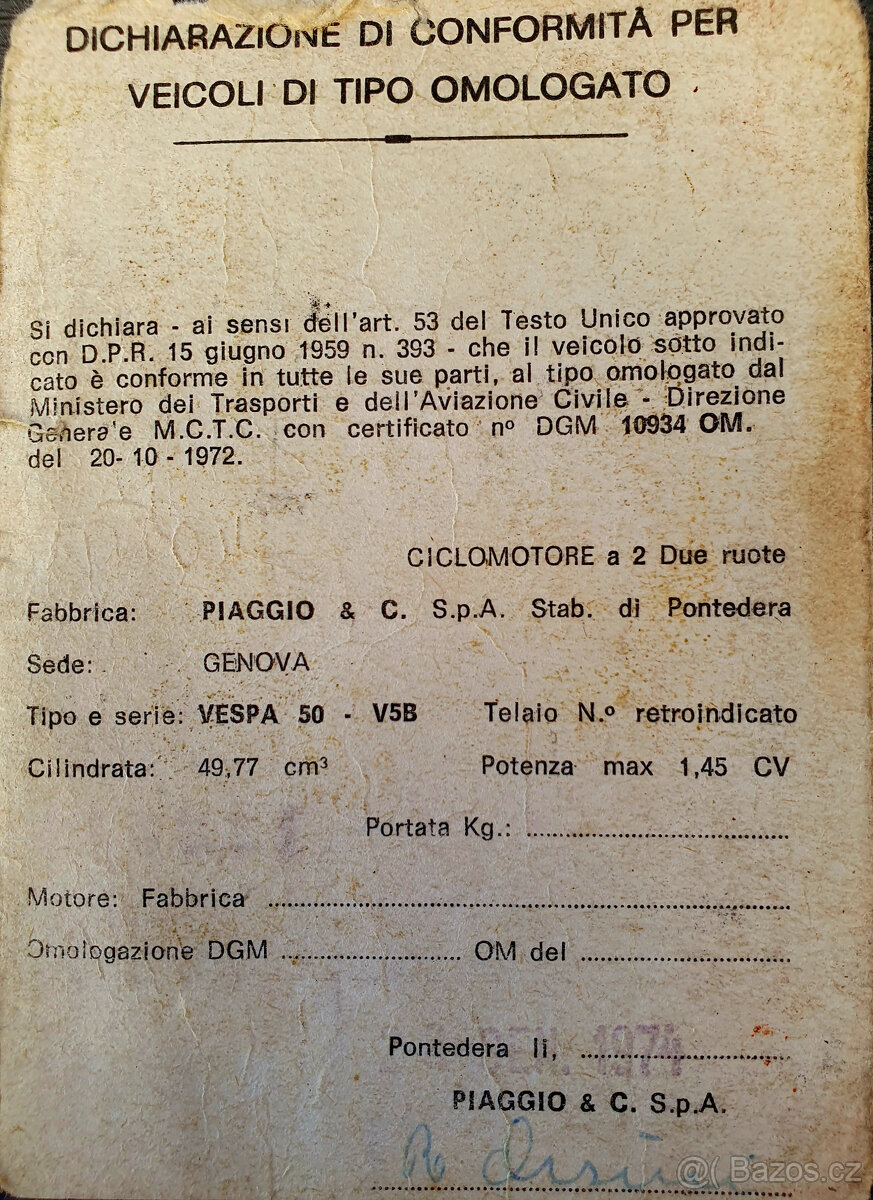 DICHIARAZIONE DI CONFORMITÀ PER
VEICOLI DI TIPO OMOLOGATO
Si dichiara - ai sensi dell'art. 53 del Testo Unico approvato
con D.P.R. 15 giugno 1959 n. 393 - che il veicolo sotto indi-
cato è conforme in tutte le sue parti, al tipo omologato dal
Ministero dei Trasporti e dell'Aviazione Civile - Direzione
Generale M.C.T.C. con certificato nº DGM 10934 OM.
del 20-10-1972.
CICLOMOTORE a 2 Due ruote
Fabbrica: PIAGGIO & C. S.p.A. Stab. di Pontedera
Sede: GENOVA
Tipo e serie: VESPA 50 - V5B Telaio N.º retroindicato
Cilindrata: 49,77 cm³ Potenza max 1,45 CV
Portata Kg.:
Motore: Fabbrica
Omologazione DGM OM del
Pontedera li, 1974
PIAGGIO & C. S.p.A.
Bazos.cz